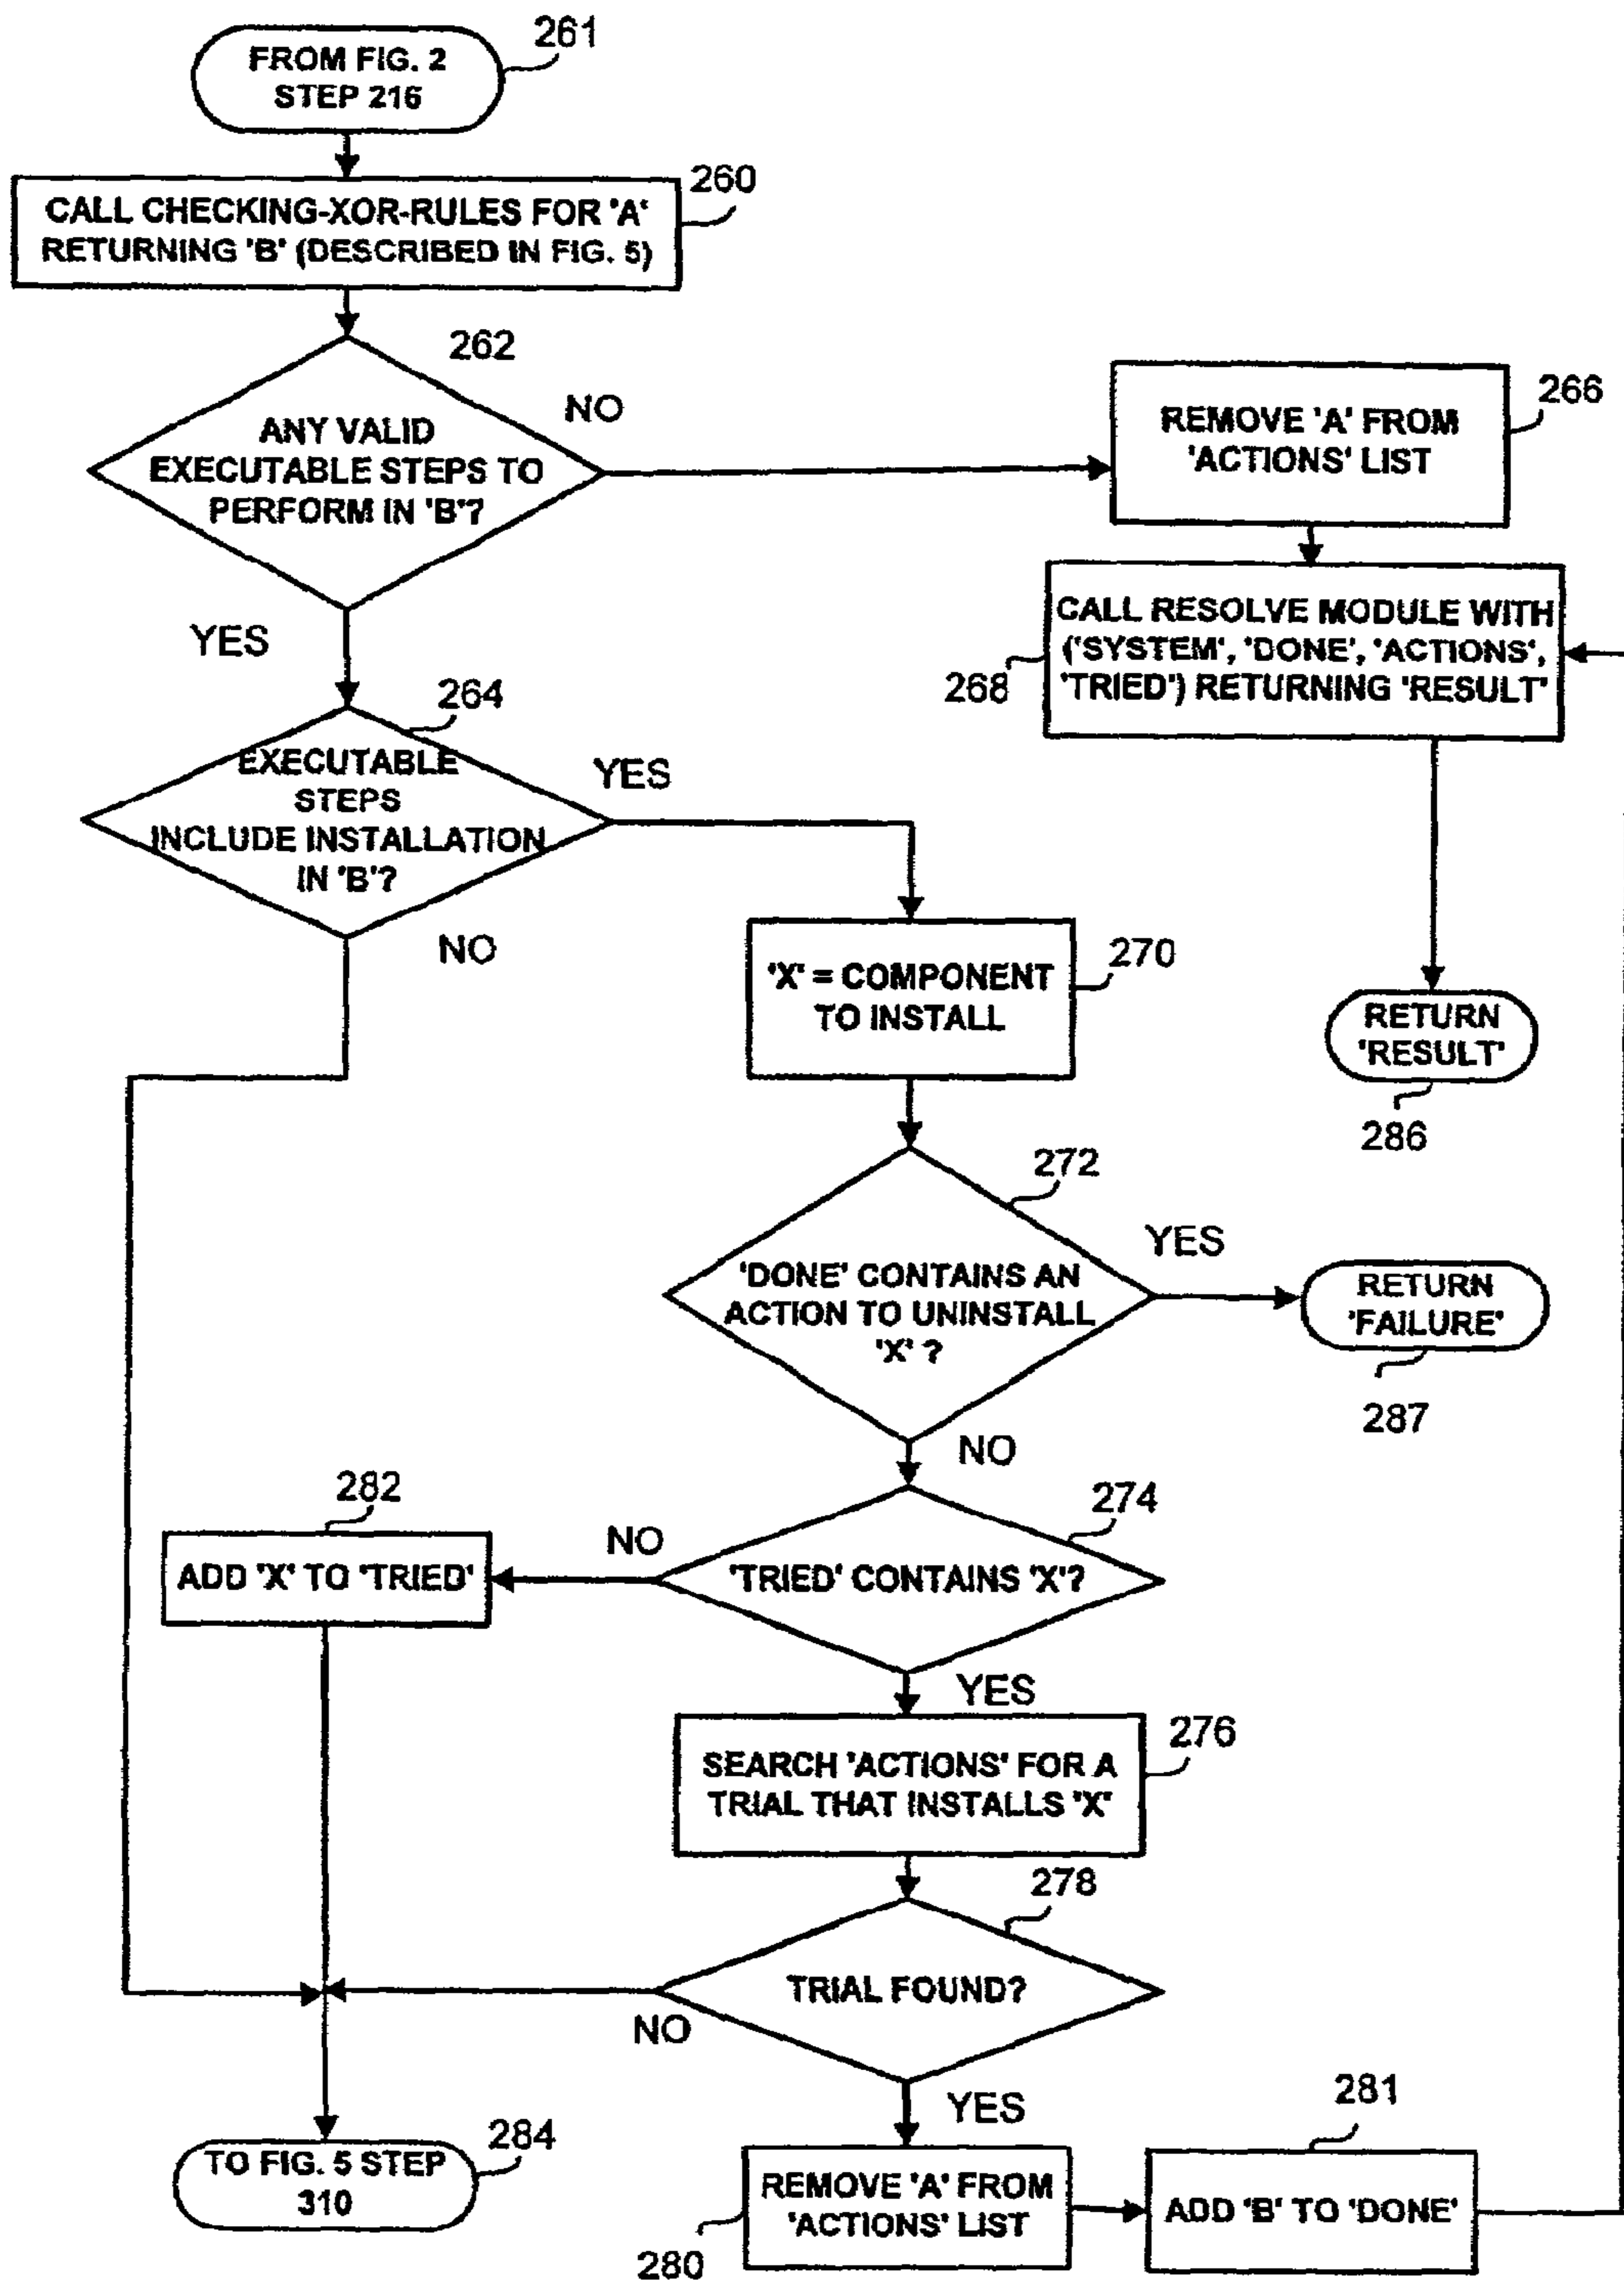 FROM FIG. 2
STEP 216
261
CALL CHECKING-XOR-RULES FOR 'A'
RETURNING 'B' (DESCRIBED IN FIG. 5)
260
262
ANY VALID
EXECUTABLE STEPS TO
PERFORM IN 'B'?
NO
YES
REMOVE 'A' FROM
'ACTIONS' LIST
266
CALL RESOLVE MODULE WITH
('SYSTEM', 'DONE', 'ACTIONS',
'TRIED') RETURNING 'RESULT'
268
264
EXECUTABLE
STEPS
INCLUDE INSTALLATION
IN 'B'?
YES
NO
'X' = COMPONENT
TO INSTALL
270
RETURN
'RESULT'
286
272
'DONE' CONTAINS AN
ACTION TO UNINSTALL
'X' ?
YES
NO
RETURN
'FAILURE'
287
282
ADD 'X' TO 'TRIED'
NO
274
'TRIED' CONTAINS 'X'?
YES
SEARCH 'ACTIONS' FOR A
TRIAL THAT INSTALLS 'X'
276
278
TRIAL FOUND?
NO
YES
TO FIG. 5 STEP
310
284
REMOVE 'A' FROM
'ACTIONS' LIST
280
281
ADD 'B' TO 'DONE'